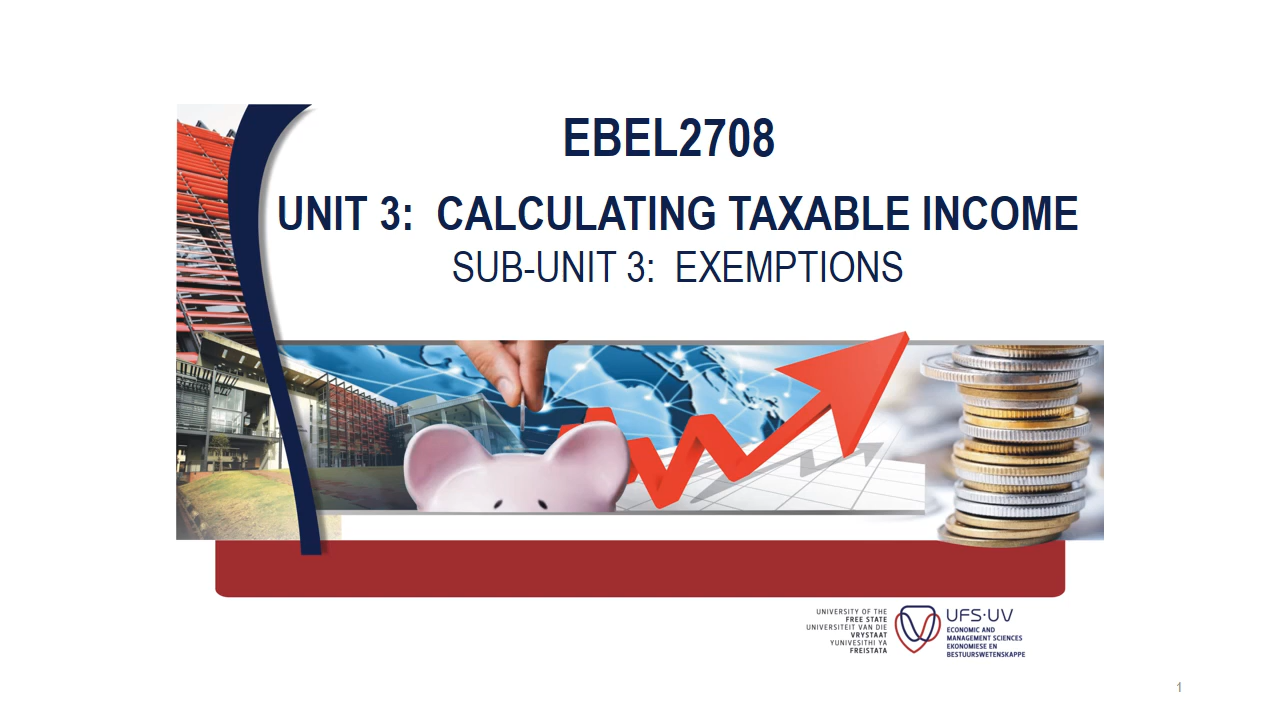 EBEL2708
UNIT 3: CALCULATING TAXABLE INCOME
SUB-UNIT 3: EXEMPTIONS
UNIVERSITY OF THE
FREE STATE
UNIVERSITEIT VAN DIE
VRYSTAAT
YUNIVESITHI YA
FREISTATA
UFS·UV
ECONOMIC AND
MANAGEMENT SCIENCES
EKONOMIESE EN
BESTUURSWETENSKAPPE
1